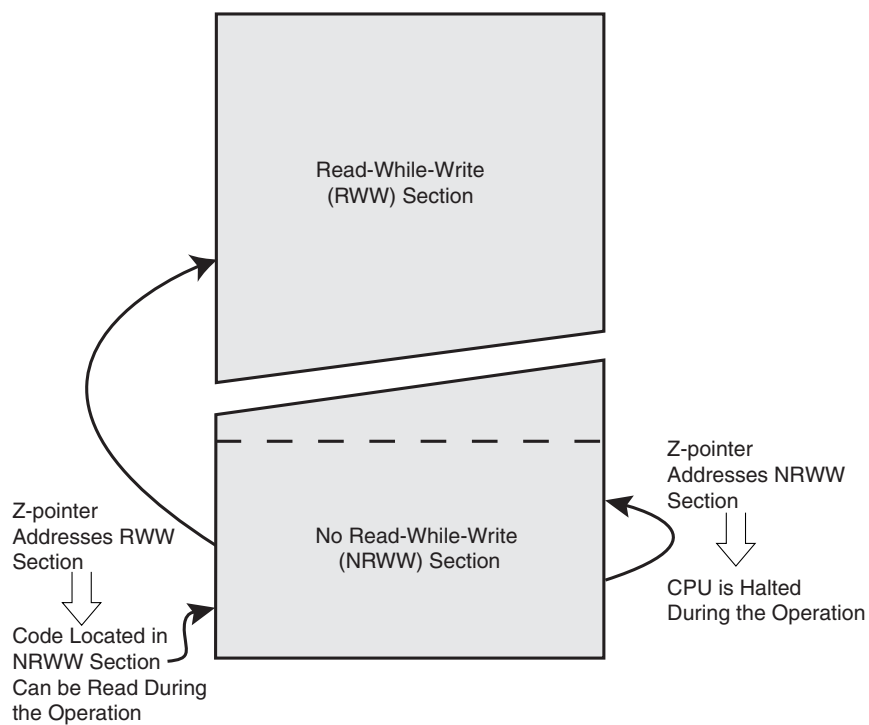 Read-While-Write
(RWW) Section
Z-pointer
Addresses NRWW
Section
Z-pointer
Addresses RWW
Section
No Read-While-Write
(NRWW) Section
CPU is Halted
During the Operation
Code Located in
NRWW Section
Can be Read During
the Operation